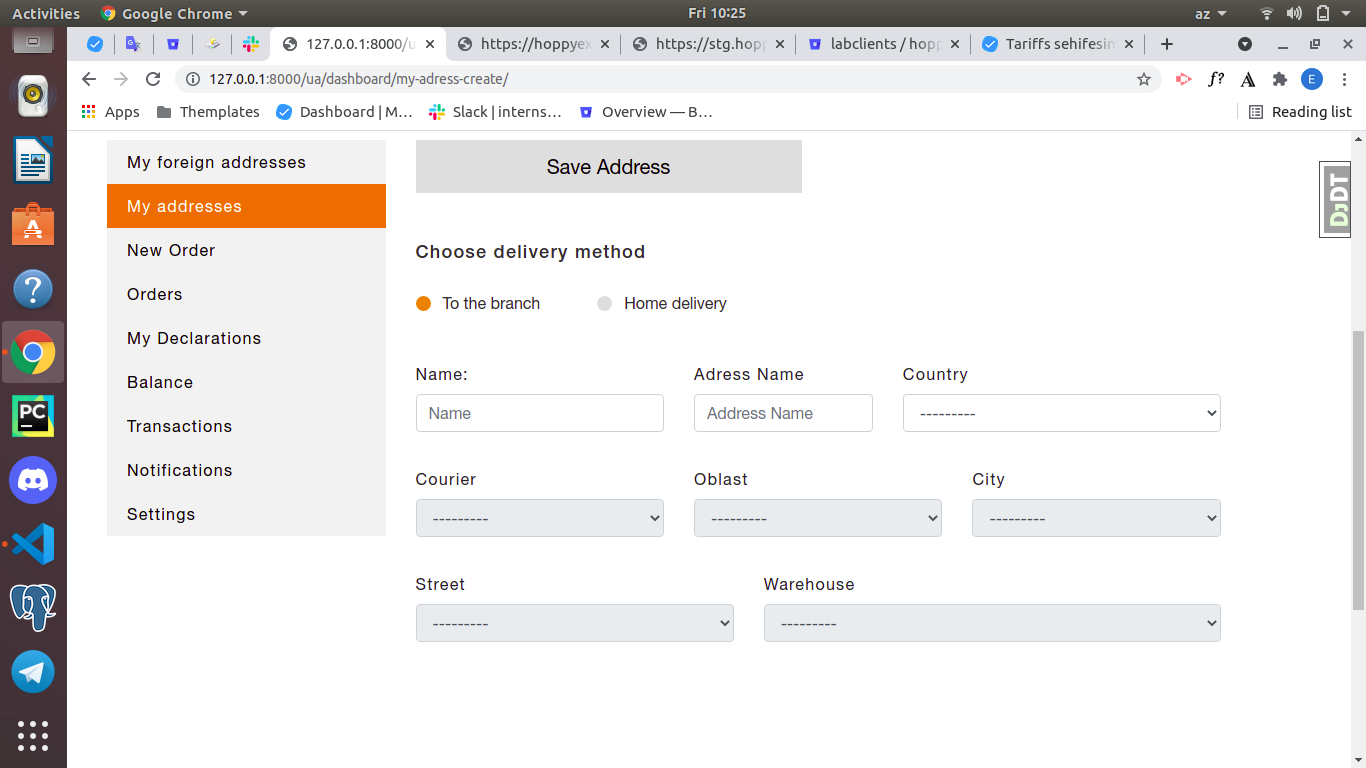 Activities Google Chrome Fri 10:25 az
127.0.0.1:8000/u https://hoppyex https://stg.hopp labclients / hopp Tariffs sehifesin
127.0.0.1:8000/ua/dashboard/my-adress-create/ f? A E
Apps Themplates Dashboard | M... Slack | interns... Overview — B... Reading list
My foreign addresses
My addresses
New Order
Orders
My Declarations
Balance
Transactions
Notifications
Settings
Save Address
DJDT
Choose delivery method
To the branch Home delivery
Name: Adress Name Country
Name Address Name ---------
Courier Oblast City
--------- --------- ---------
Street Warehouse
--------- ---------
PC